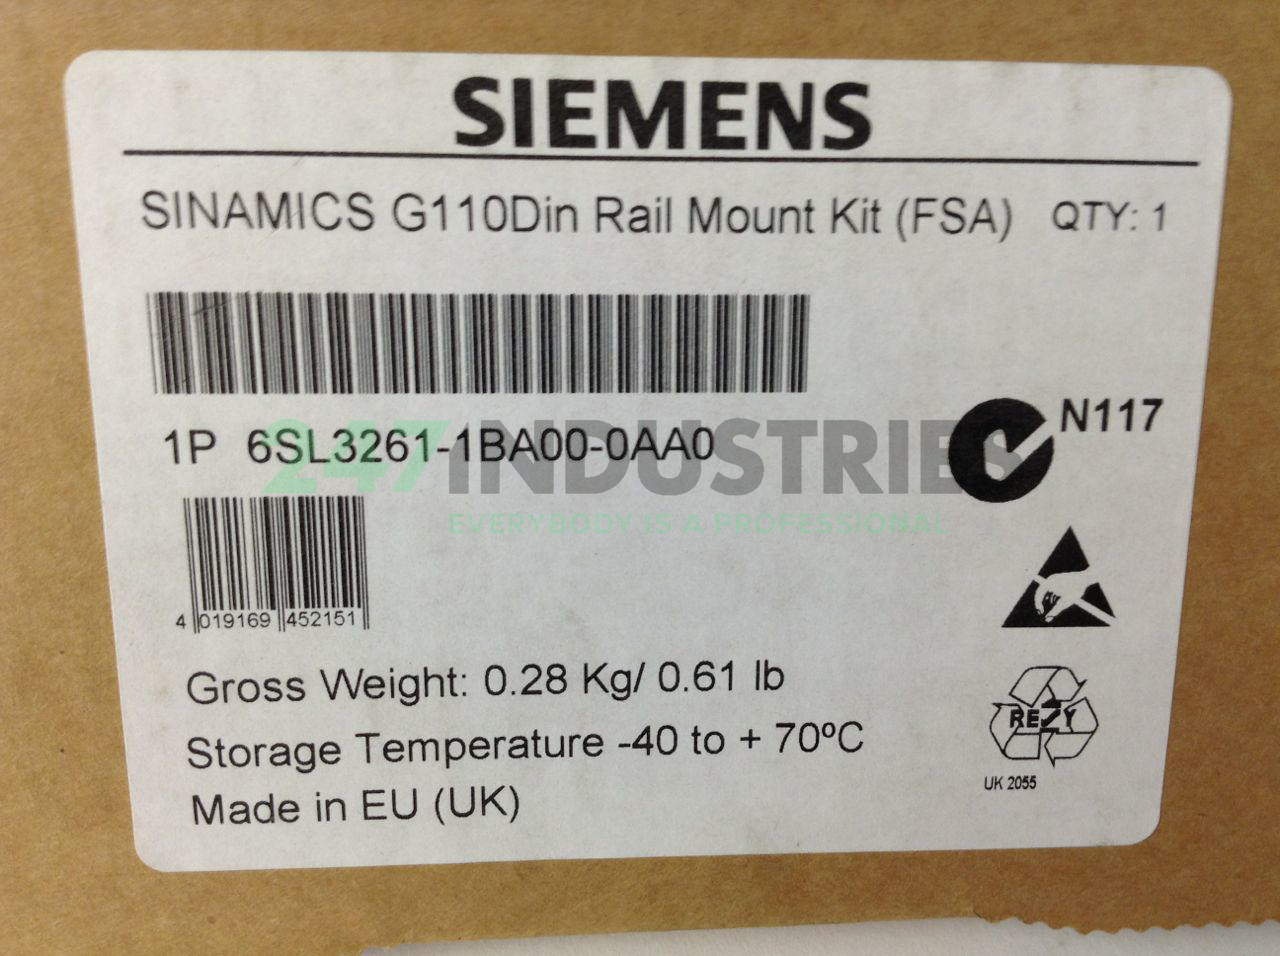 SIEMENS
SINAMICS G110Din Rail Mount Kit (FSA) QTY: 1
1P 6SL3261-1BA00-0AA0
N117
247INDUSTRIES
EVERYBODY IS A PROFESSIONAL
4 019169 452151
Gross Weight: 0.28 Kg/ 0.61 lb
Storage Temperature -40 to + 70ºC
Made in EU (UK)
REZY
UK 2055